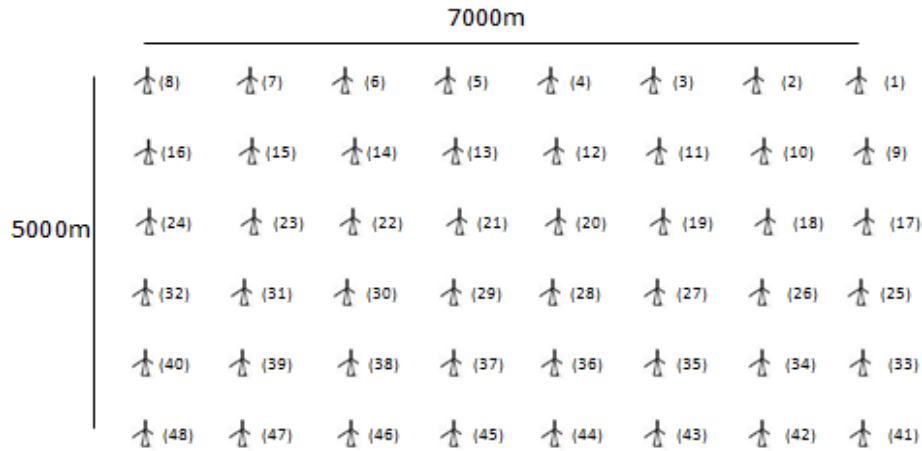 7000m
(8) (7) (6) (5) (4) (3) (2) (1)
(16) (15) (14) (13) (12) (11) (10) (9)
5000m
(24) (23) (22) (21) (20) (19) (18) (17)
(32) (31) (30) (29) (28) (27) (26) (25)
(40) (39) (38) (37) (36) (35) (34) (33)
(48) (47) (46) (45) (44) (43) (42) (41)